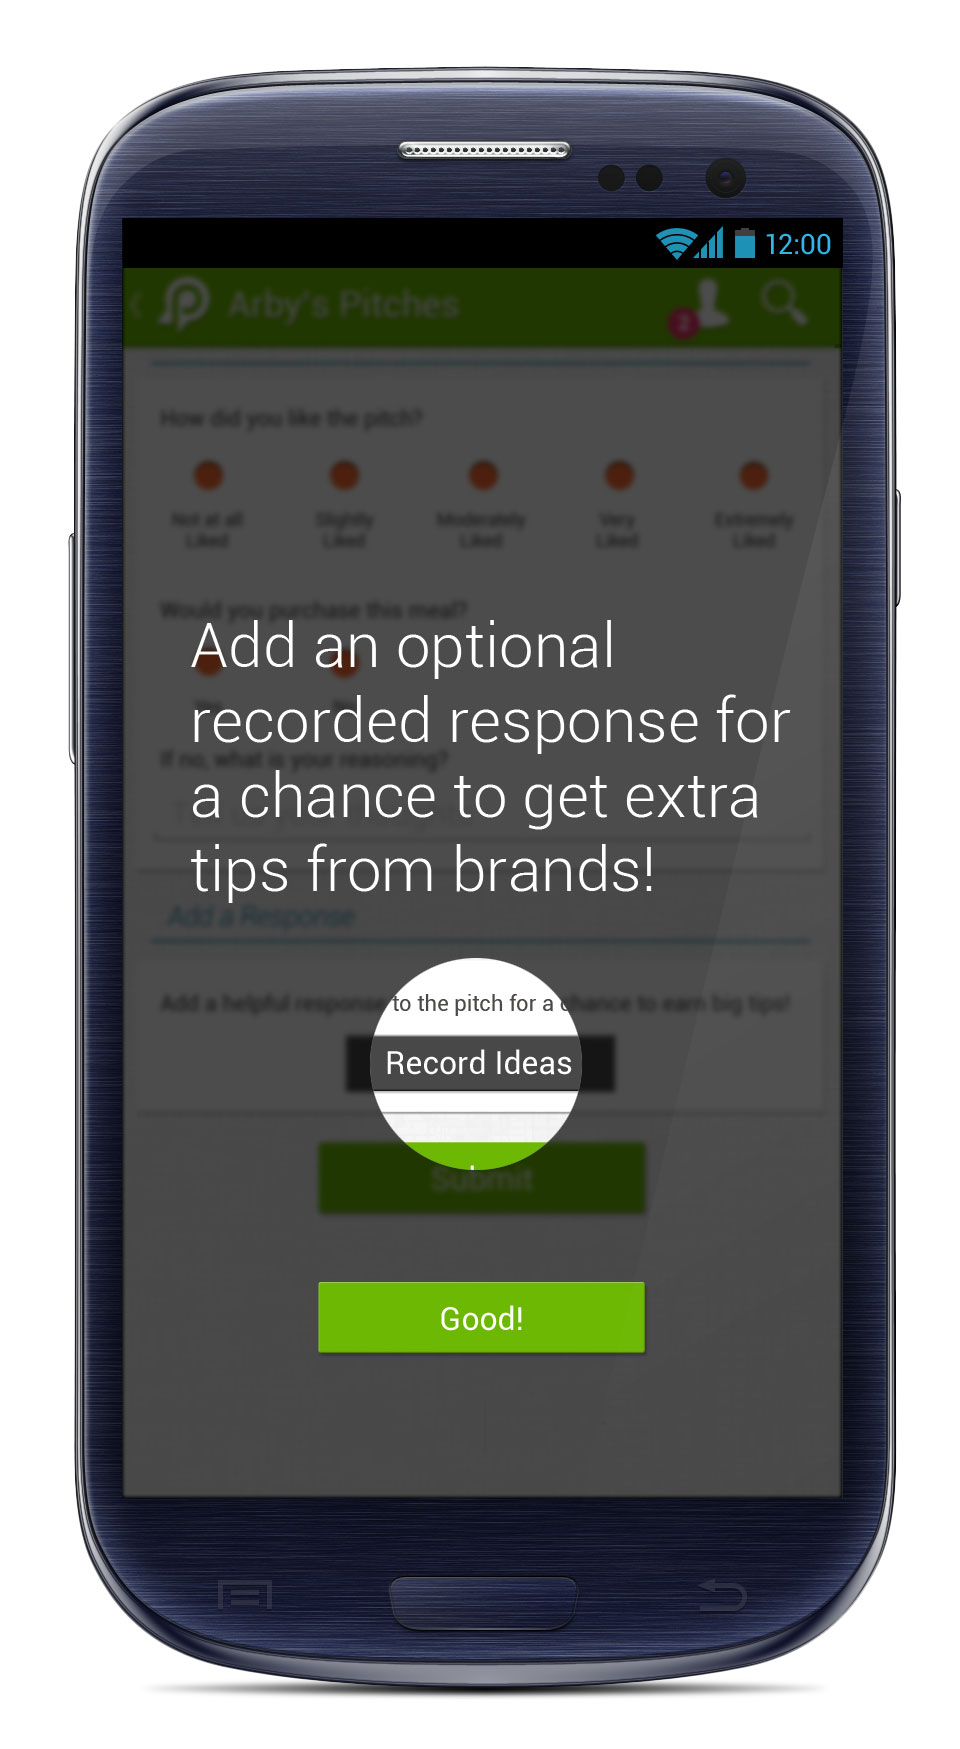 12:00
Arby's Pitches
2
How did you like the pitch?
Not at all Slightly Moderately Very Extremely
Liked Liked Liked Liked Liked
Would you purchase this meal?
Add an optional
recorded response for
If no, what is your reasoning?
a chance to get extra
tips from brands!
Add a Response
Add a helpful response to the pitch for a chance to earn big tips!
Record Ideas
Submit
Good!